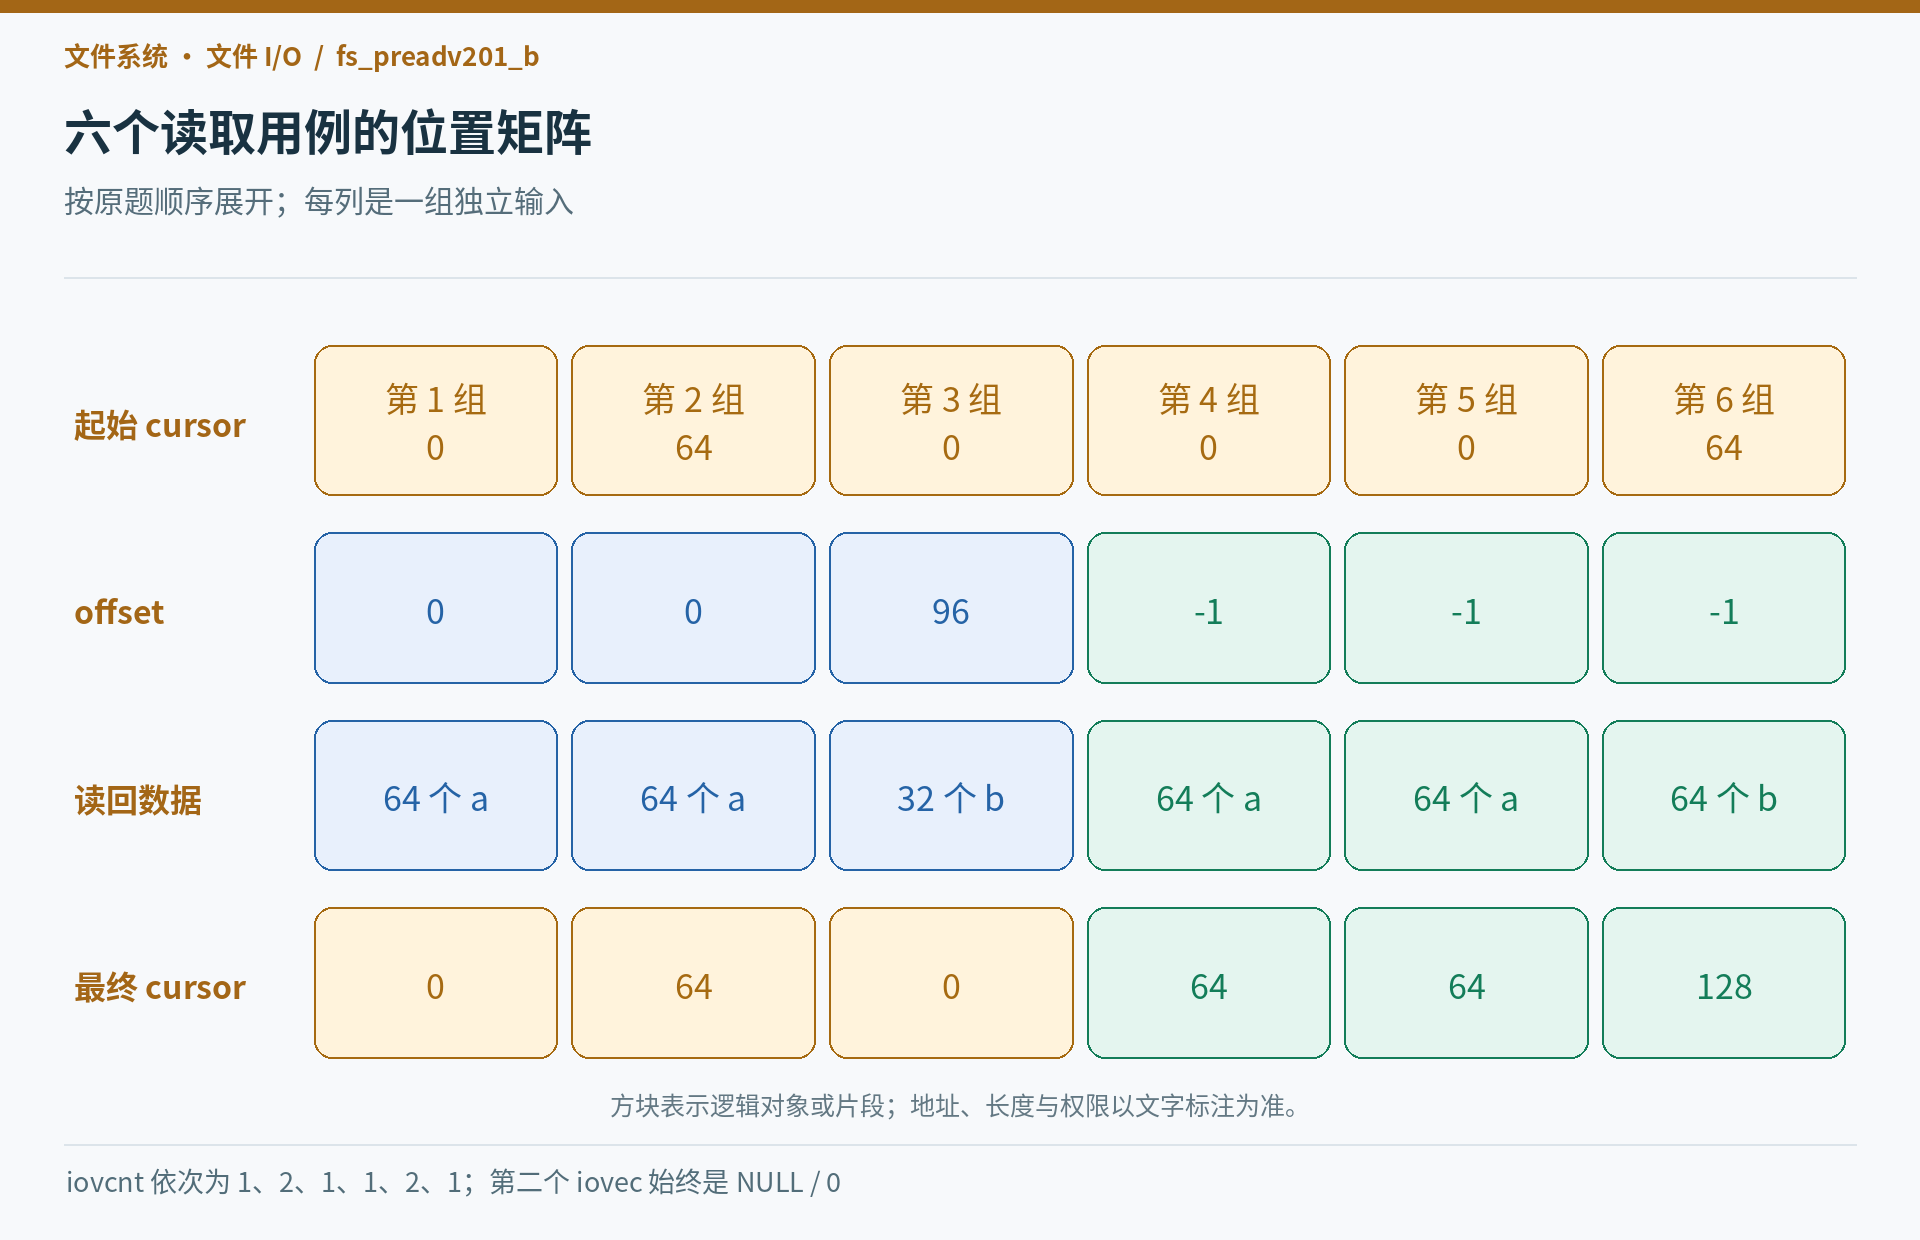 文件系统 · 文件 I/O / fs_preadv201_b
六个读取用例的位置矩阵
按原题顺序展开；每列是一组独立输入
起始 cursor
第 1 组
0
第 2 组
64
第 3 组
0
第 4 组
0
第 5 组
0
第 6 组
64
offset
0
0
96
-1
-1
-1
读回数据
64 个 a
64 个 a
32 个 b
64 个 a
64 个 a
64 个 b
最终 cursor
0
64
0
64
64
128
方块表示逻辑对象或片段；地址、长度与权限以文字标注为准。
iovcnt 依次为 1、2、1、1、2、1；第二个 iovec 始终是 NULL / 0